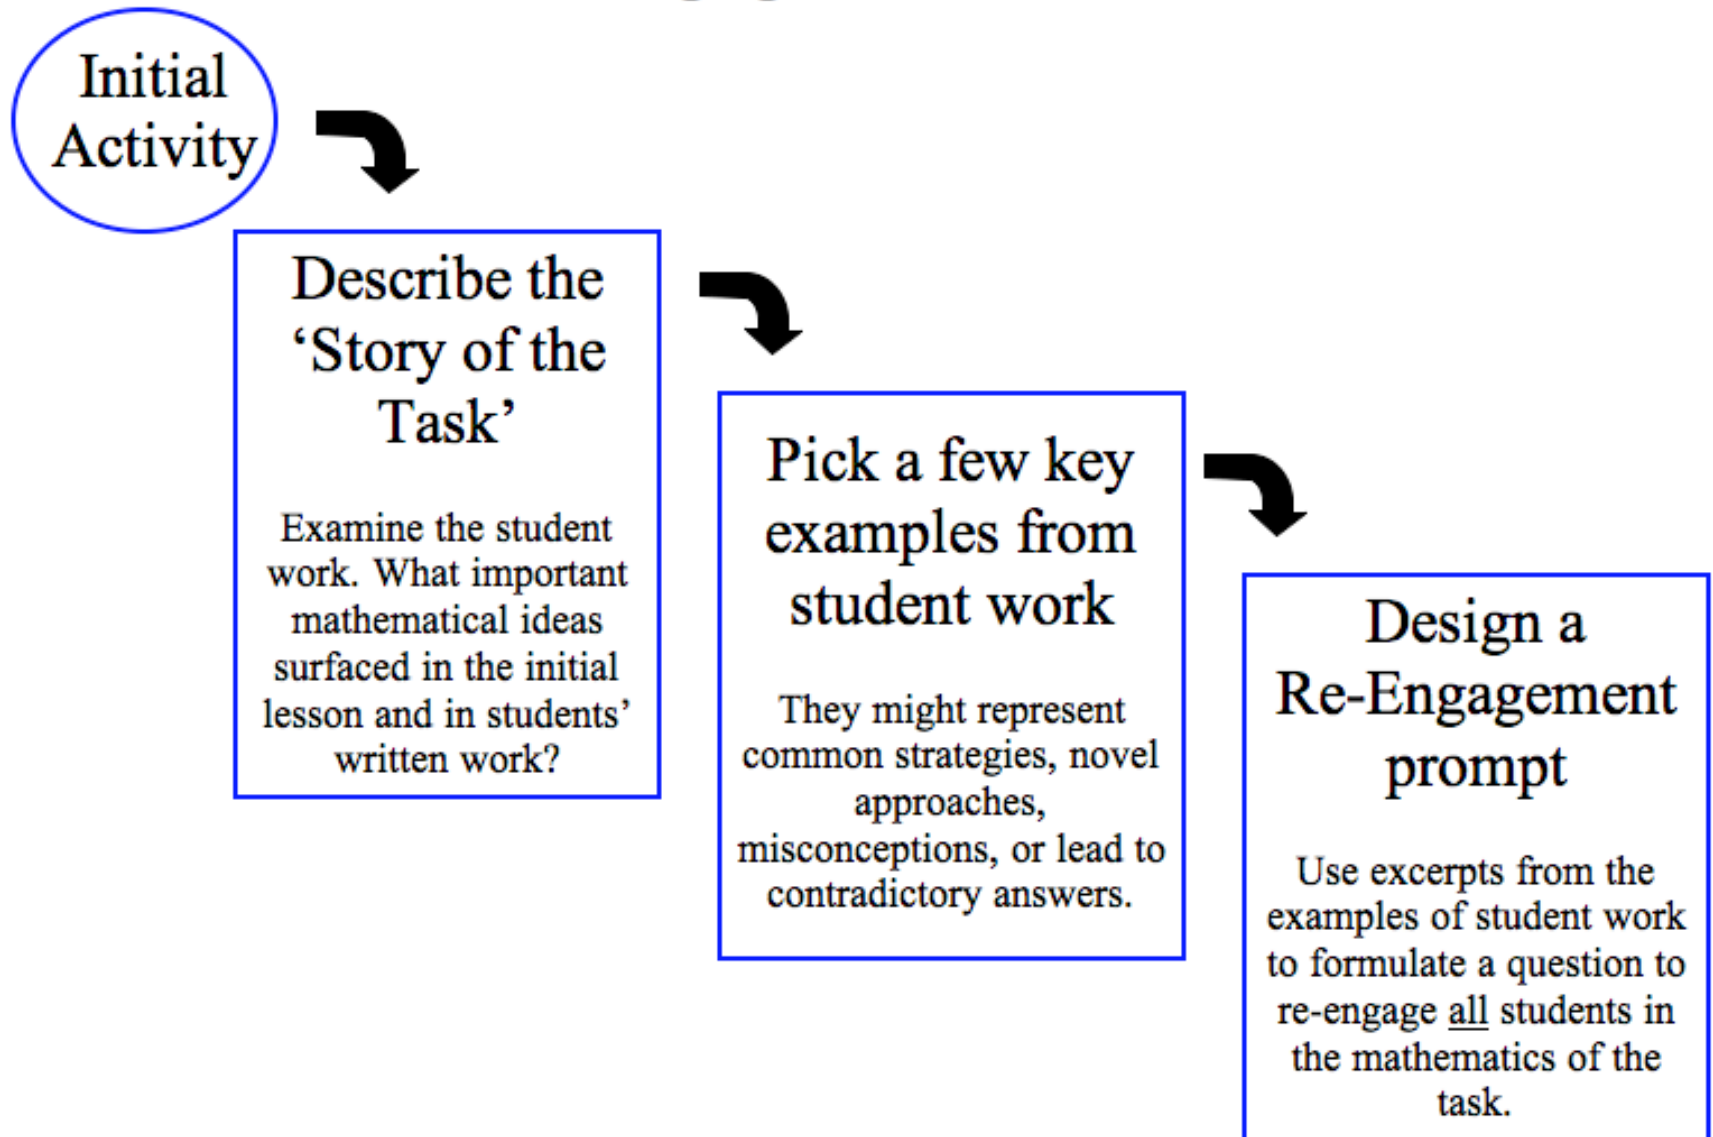 Initial
Activity
Describe the
‘Story of the
Task’
Examine the student
work. What important
mathematical ideas
surfaced in the initial
lesson and in students’
written work?
Pick a few key
examples from
student work
They might represent
common strategies, novel
approaches,
misconceptions, or lead to
contradictory answers.
Design a
Re-Engagement
prompt
Use excerpts from the
examples of student work
to formulate a question to
re-engage all students in
the mathematics of the
task.